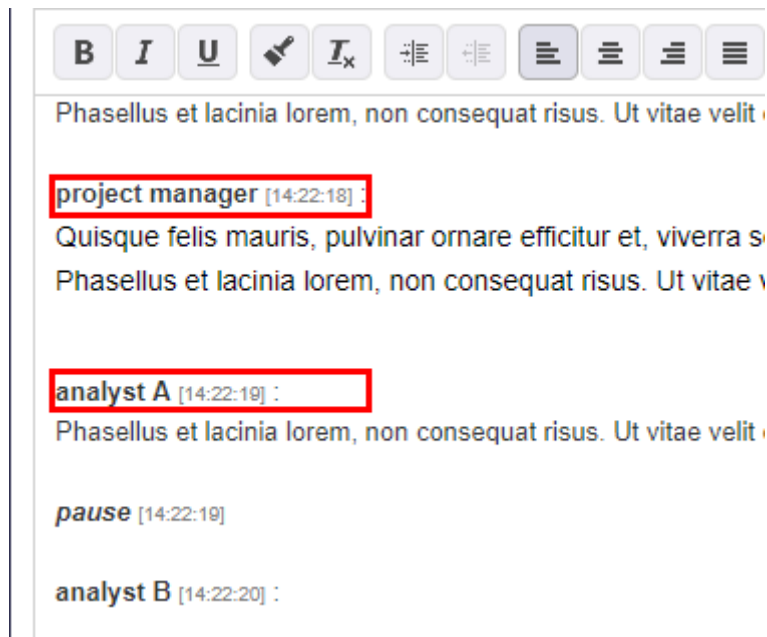 B I U Tx
Phasellus et lacinia lorem, non consequat risus. Ut vitae velit
project manager [14:22:18] :
Quisque felis mauris, pulvinar ornare efficitur et, viverra
Phasellus et lacinia lorem, non consequat risus. Ut vitae
analyst A [14:22:19] :
Phasellus et lacinia lorem, non consequat risus. Ut vitae velit
pause [14:22:19]
analyst B [14:22:20] :